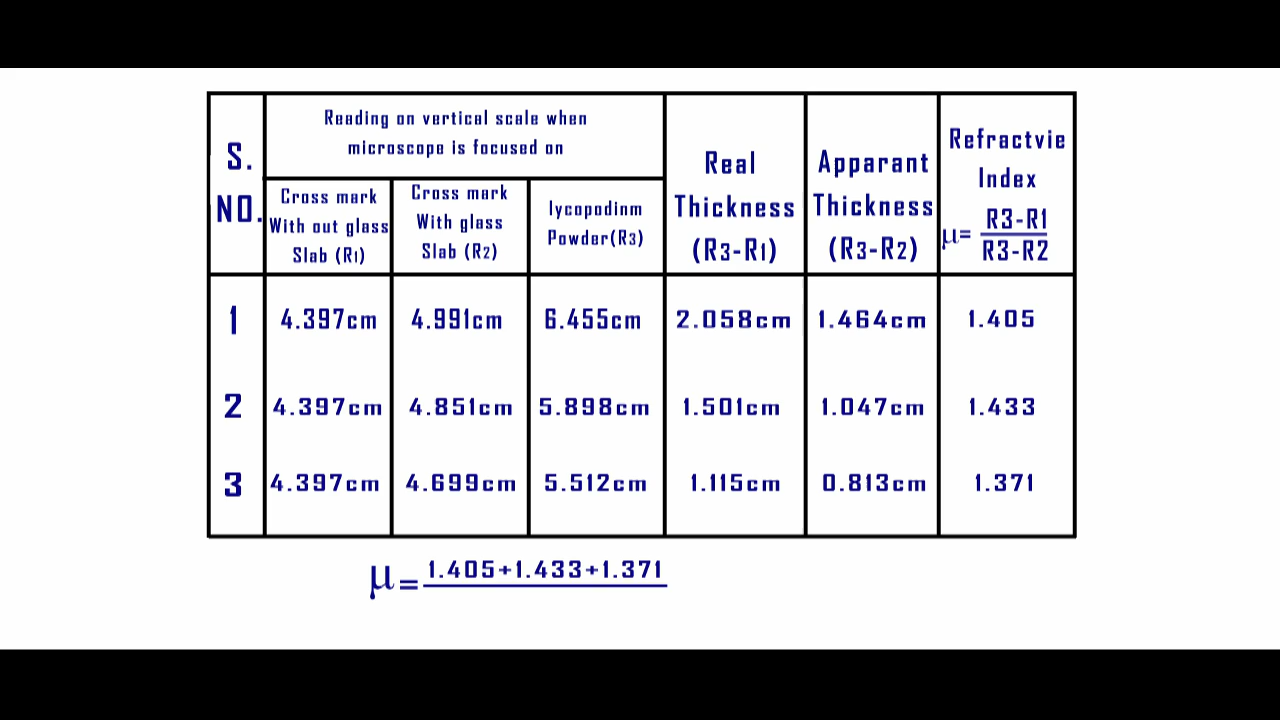 S. NO.
Reading on vertical scale when
microscope is focused on
Cross mark
With out glass
Slab (R1)
Cross mark
With glass
Slab (R2)
lycopodinm
Powder(R3)
Real
Thickness
(R3-R1)
Apparant
Thickness
(R3-R2)
Refractvie
Index
μ= R3-R1
R3-R2
1 4.397cm 4.991cm 6.455cm 2.058cm 1.464cm 1.405
2 4.397cm 4.851cm 5.898cm 1.501cm 1.047cm 1.433
3 4.397cm 4.699cm 5.512cm 1.115cm 0.813cm 1.371
μ= 1.405+1.433+1.371